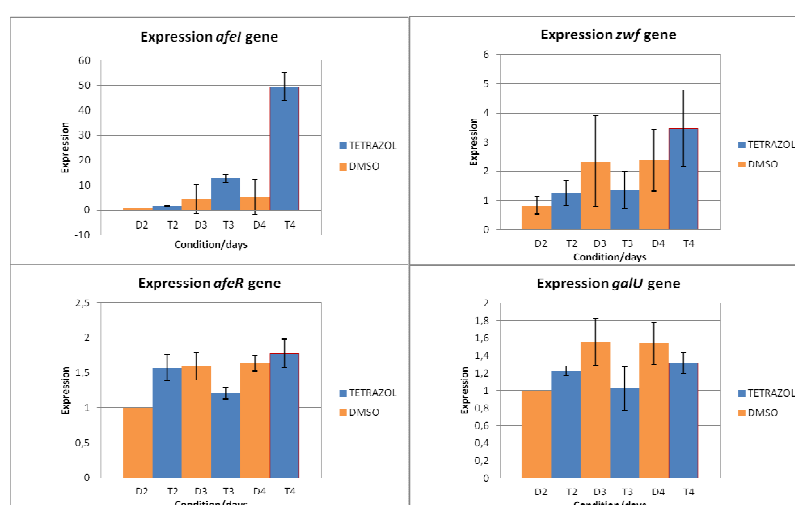 Expression afeI gene
60
50
40
30
20
10
0
-10
Expression
D2 T2 D3 T3 D4 T4
Condition/days
TETRAZOL
DMSO
Expression zwf gene
6
5
4
3
2
1
0
Expression
D2 T2 D3 T3 D4 T4
Condition/days
TETRAZOL
DMSO
Expression afeR gene
2,5
2
1,5
1
0,5
0
Expression
D2 T2 D3 T3 D4 T4
Condition/days
TETRAZOL
DMSO
Expression galU gene
2
1,8
1,6
1,4
1,2
1
0,8
0,6
0,4
0,2
0
Expression
D2 T2 D3 T3 D4 T4
Condition/days
TETRAZOL
DMSO